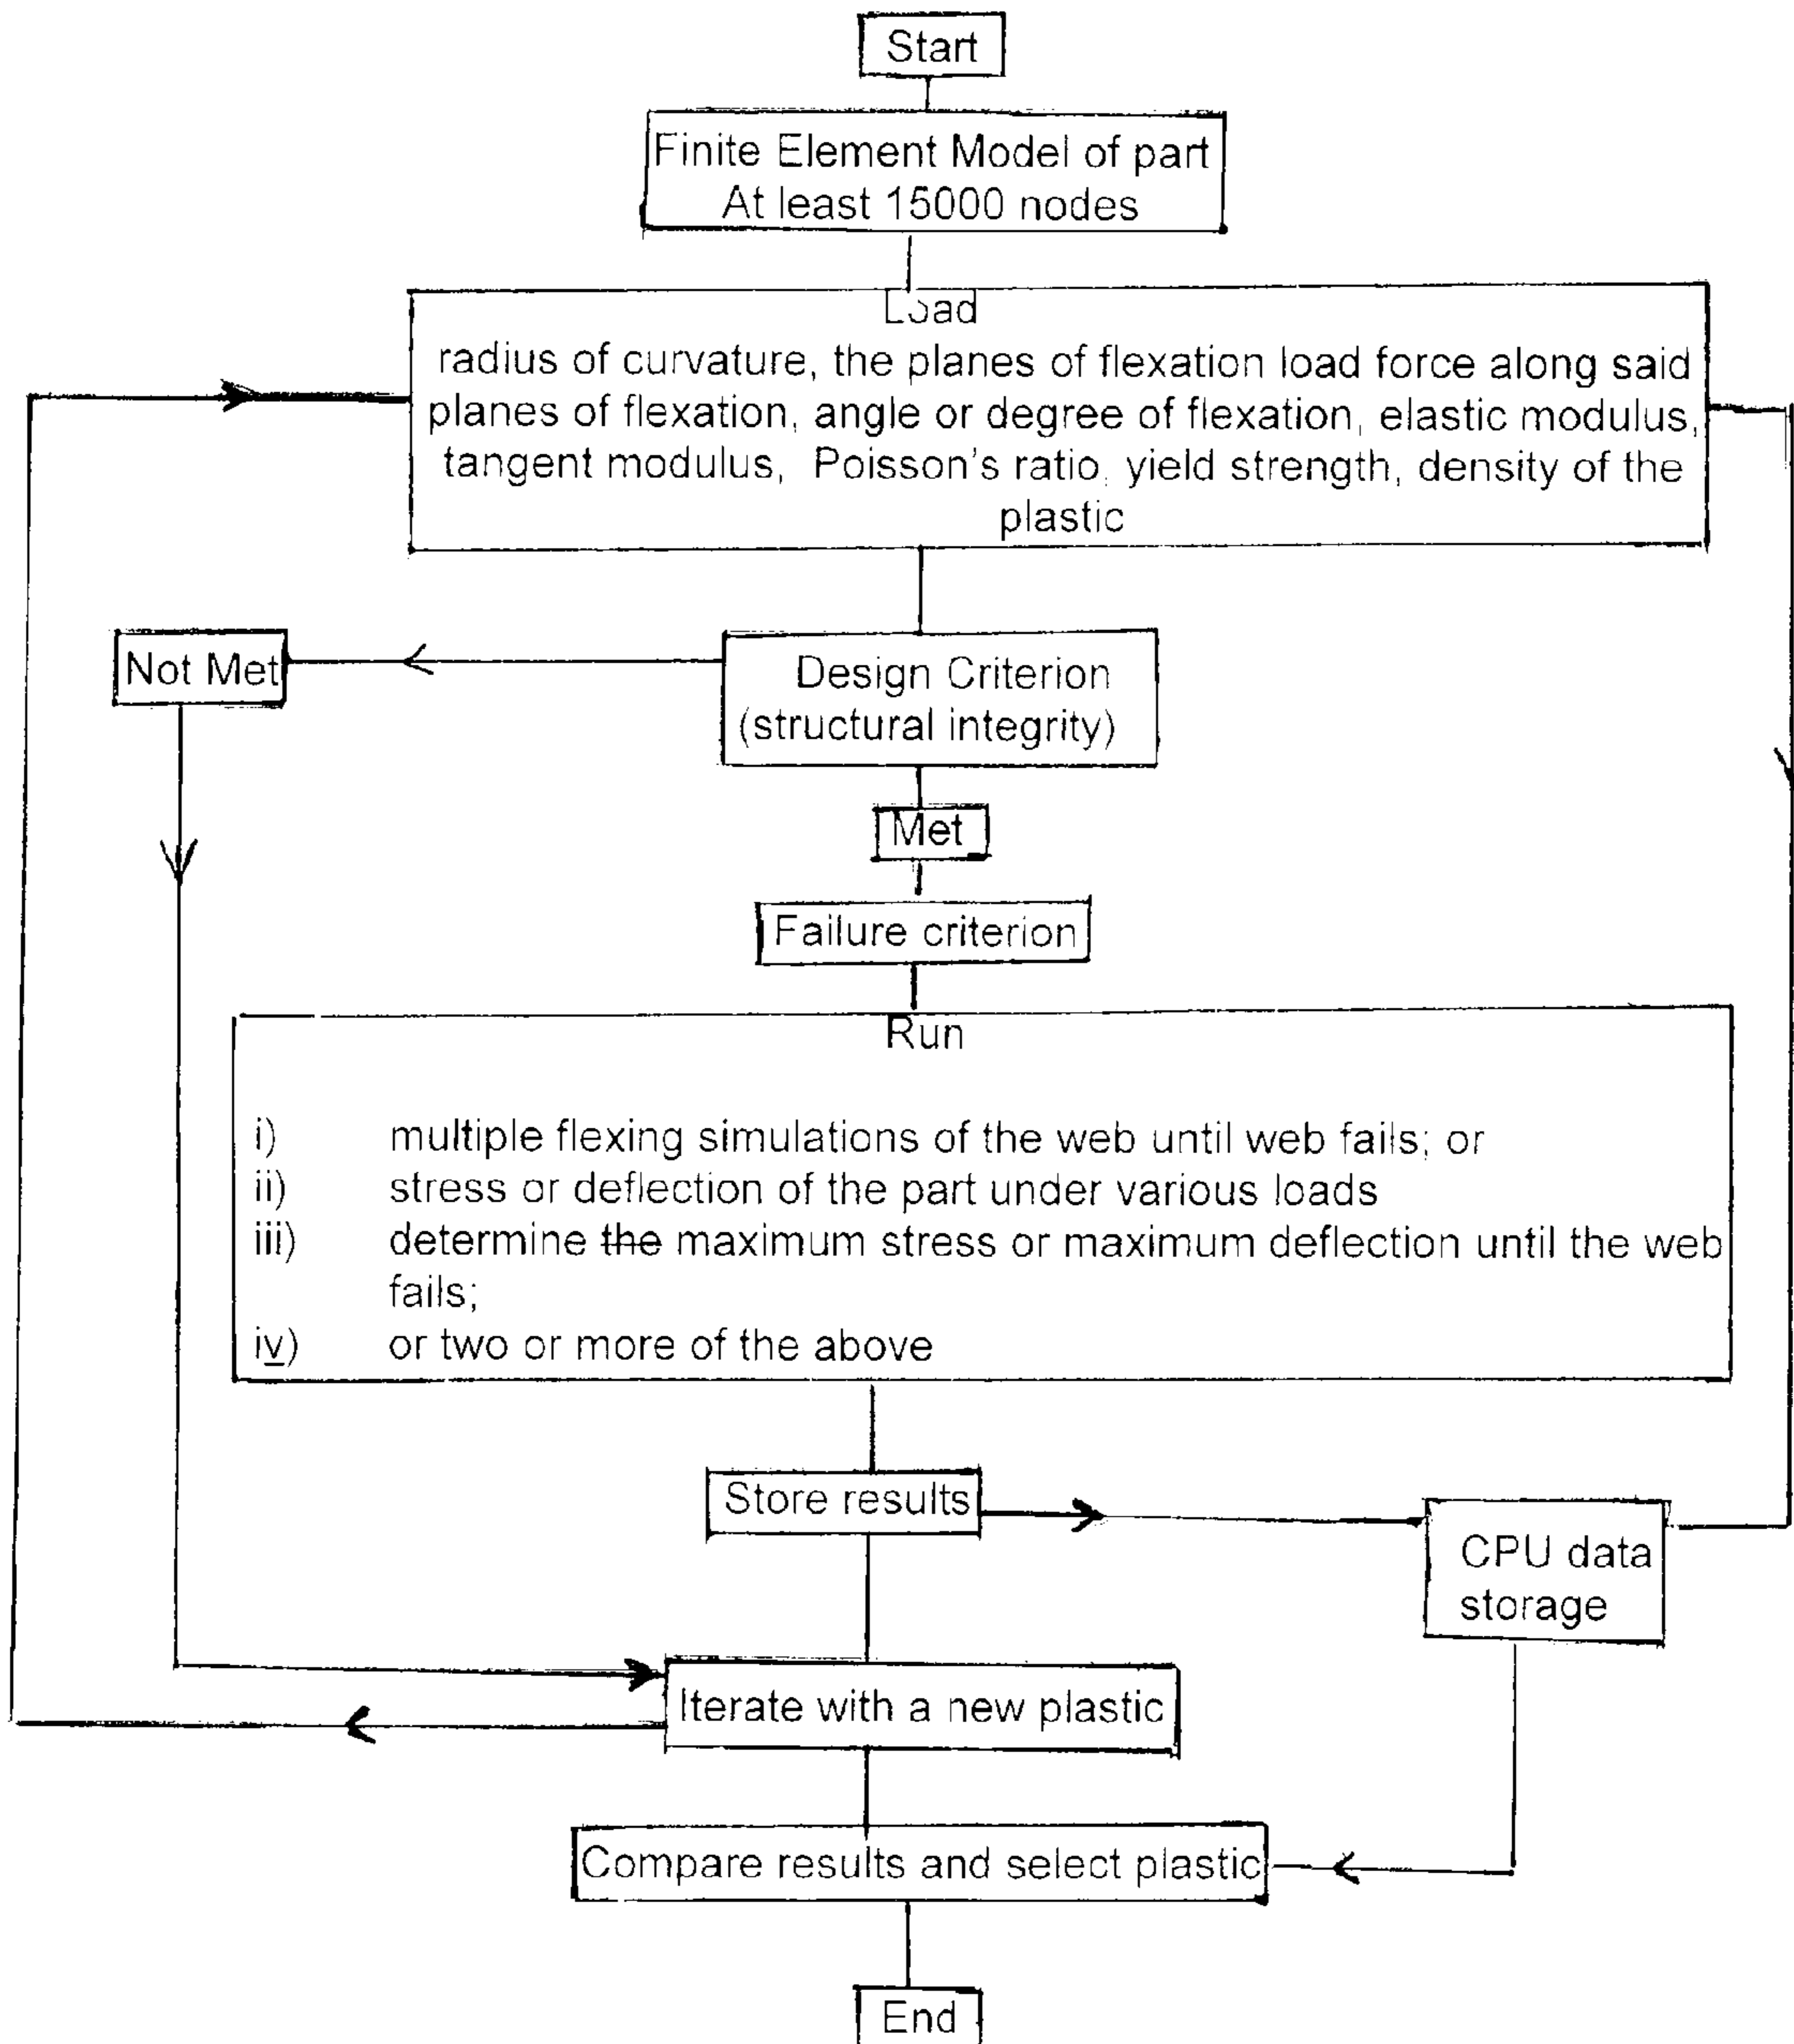 Start
Finite Element Model of part
At least 15000 nodes
Load
radius of curvature, the planes of flexation load force along said
planes of flexation, angle or degree of flexation, elastic modulus,
tangent modulus, Poisson's ratio, yield strength, density of the
plastic
Not Met
Design Criterion
(structural integrity)
Met
Failure criterion
Run
i) multiple flexing simulations of the web until web fails; or
ii) stress or deflection of the part under various loads
iii) determine the maximum stress or maximum deflection until the web
fails;
iv) or two or more of the above
Store results
CPU data
storage
Iterate with a new plastic
Compare results and select plastic
End